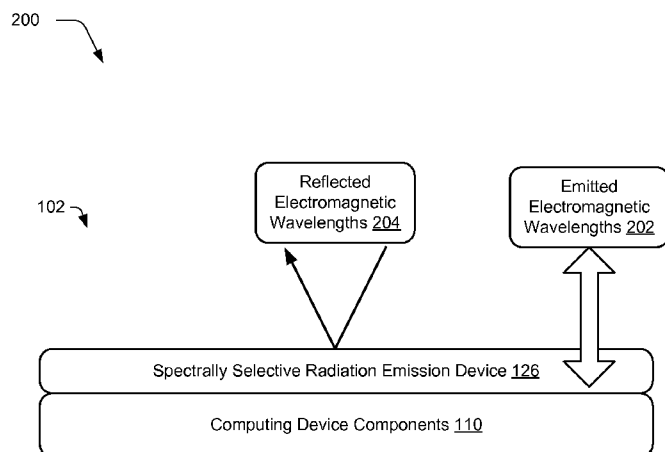 200
102
Reflected
Electromagnetic
Wavelengths 204
Emitted
Electromagnetic
Wavelengths 202
Spectrally Selective Radiation Emission Device 126
Computing Device Components 110